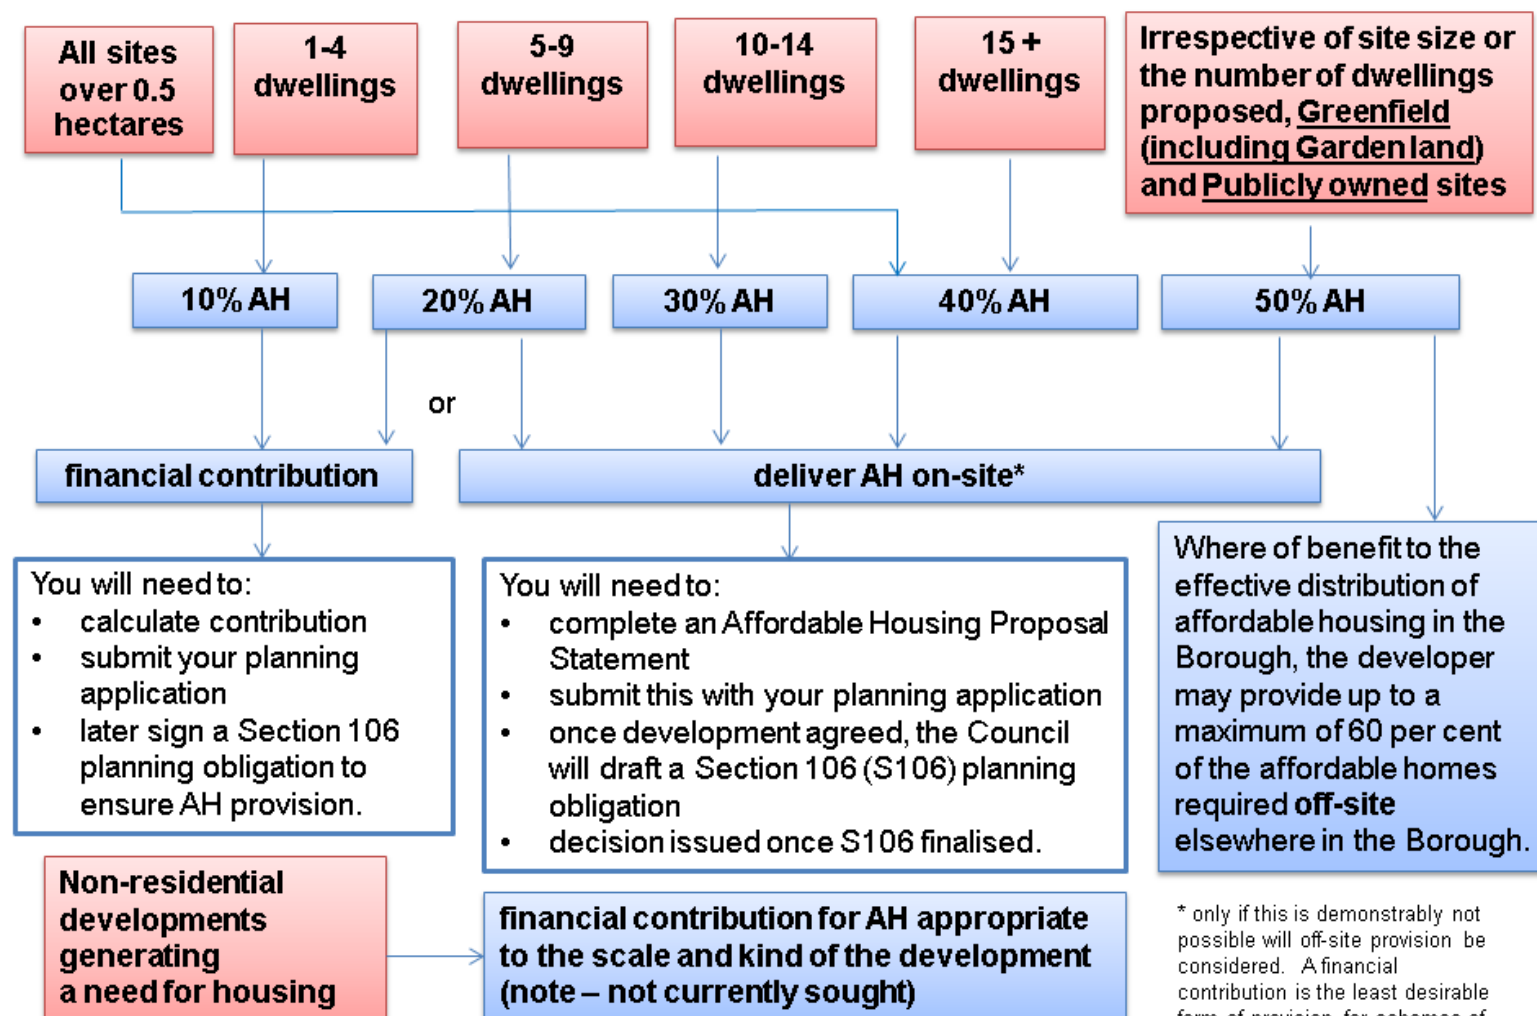 All sites
over 0.5
hectares
1-4
dwellings
5-9
dwellings
10-14
dwellings
15 +
dwellings
Irrespective of site size or
the number of dwellings
proposed, Greenfield
(including Garden land)
and Publicly owned sites
10% AH
20% AH
30% AH
40% AH
50% AH
or
financial contribution
deliver AH on-site*
You will need to:
• calculate contribution
• submit your planning
application
• later sign a Section 106
planning obligation to
ensure AH provision.
You will need to:
• complete an Affordable Housing Proposal
Statement
• submit this with your planning application
• once development agreed, the Council
will draft a Section 106 (S106) planning
obligation
• decision issued once S106 finalised.
Where of benefit to the
effective distribution of
affordable housing in the
Borough, the developer
may provide up to a
maximum of 60 per cent
of the affordable homes
required off-site
elsewhere in the Borough.
Non-residential
developments
generating
a need for housing
financial contribution for AH appropriate
to the scale and kind of the development
(note – not currently sought)
* only if this is demonstrably not
possible will off-site provision be
considered. A financial
contribution is the least desirable
form of provision for schemes of